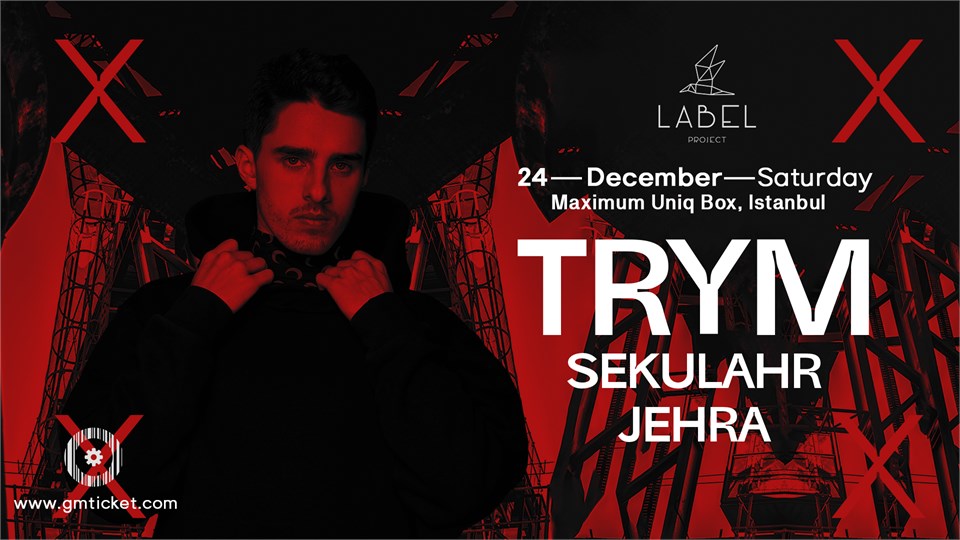 LABEL
PROJECT
24—December—Saturday
Maximum Uniq Box, Istanbul
TRYM
SEKULAHR
JEHRA
www.gmticket.com